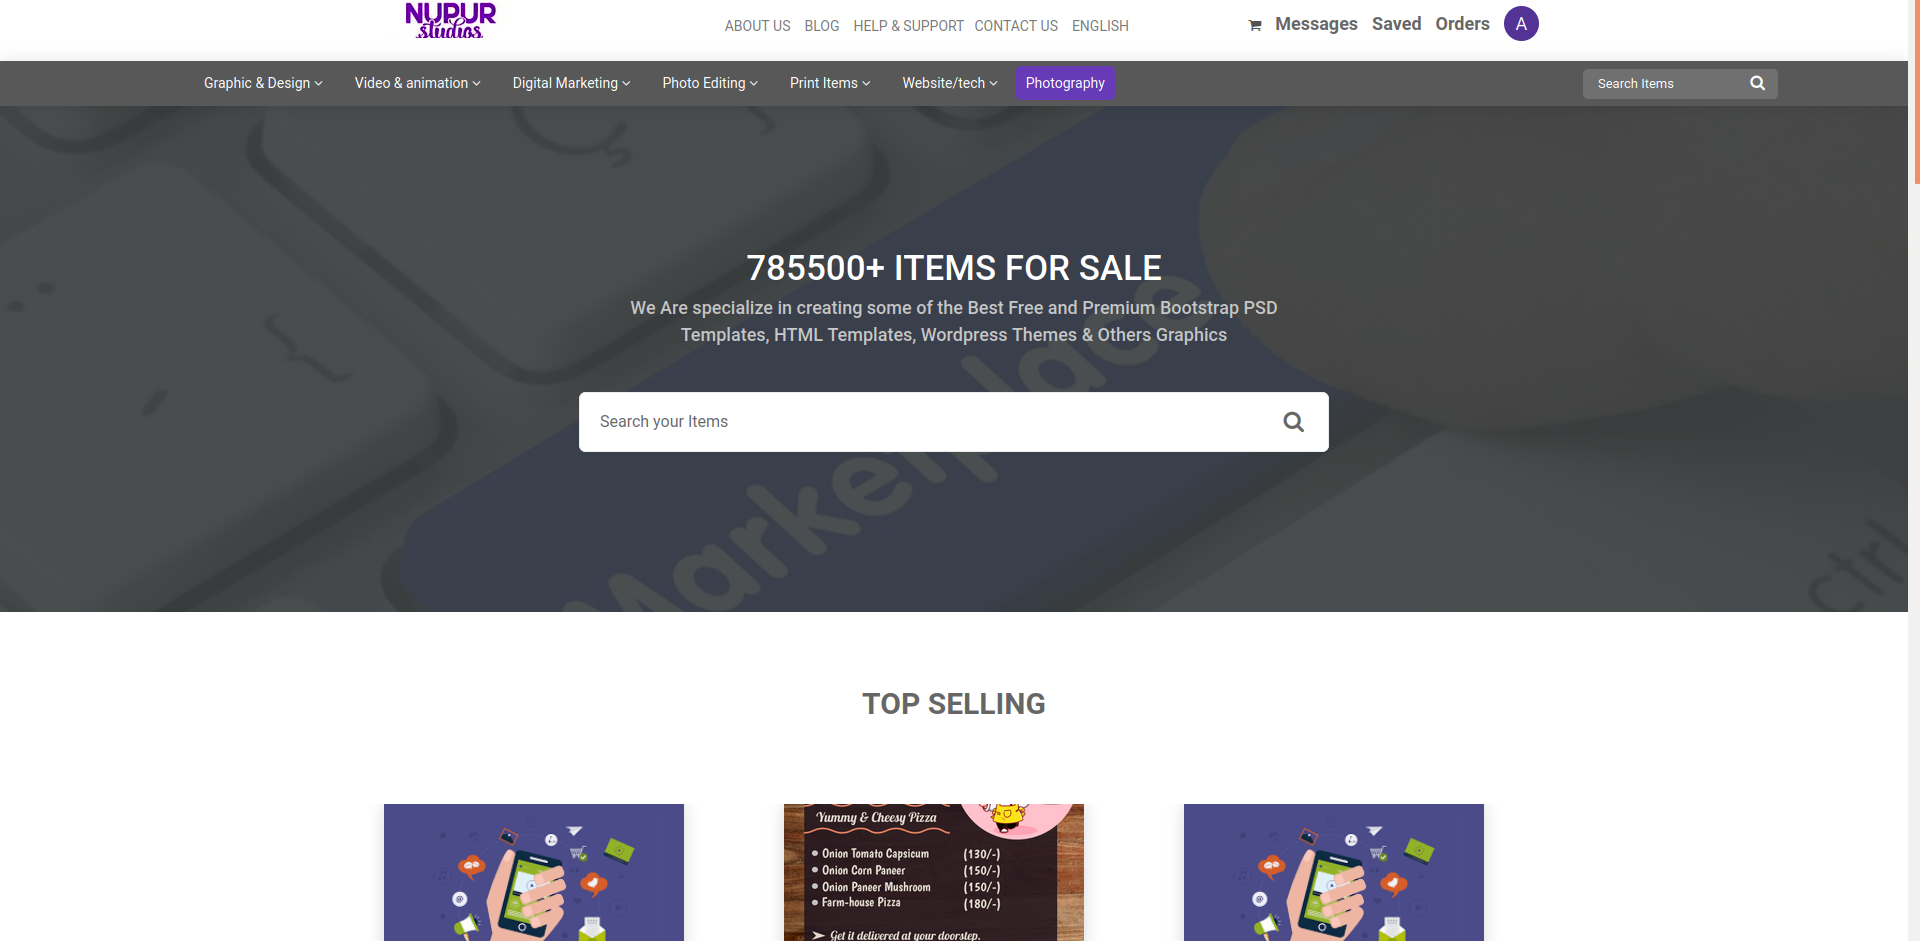 NUPUR
studios
ABOUT US BLOG HELP & SUPPORT CONTACT US ENGLISH
Messages Saved Orders A
Graphic & Design Video & animation Digital Marketing Photo Editing Print Items Website/tech Photography
Search Items
785500+ ITEMS FOR SALE
We Are specialize in creating some of the Best Free and Premium Bootstrap PSD
Templates, HTML Templates, Wordpress Themes & Others Graphics
Search your Items
Marketplace
ctrl
TOP SELLING
Yummy & Cheesy Pizza
Onion Tomato Capsicum (130/-)
Onion Corn Paneer (150/-)
Onion Paneer Mushroom (150/-)
Farm-house Pizza (180/-)
➢ Get it delivered at your doorstep.